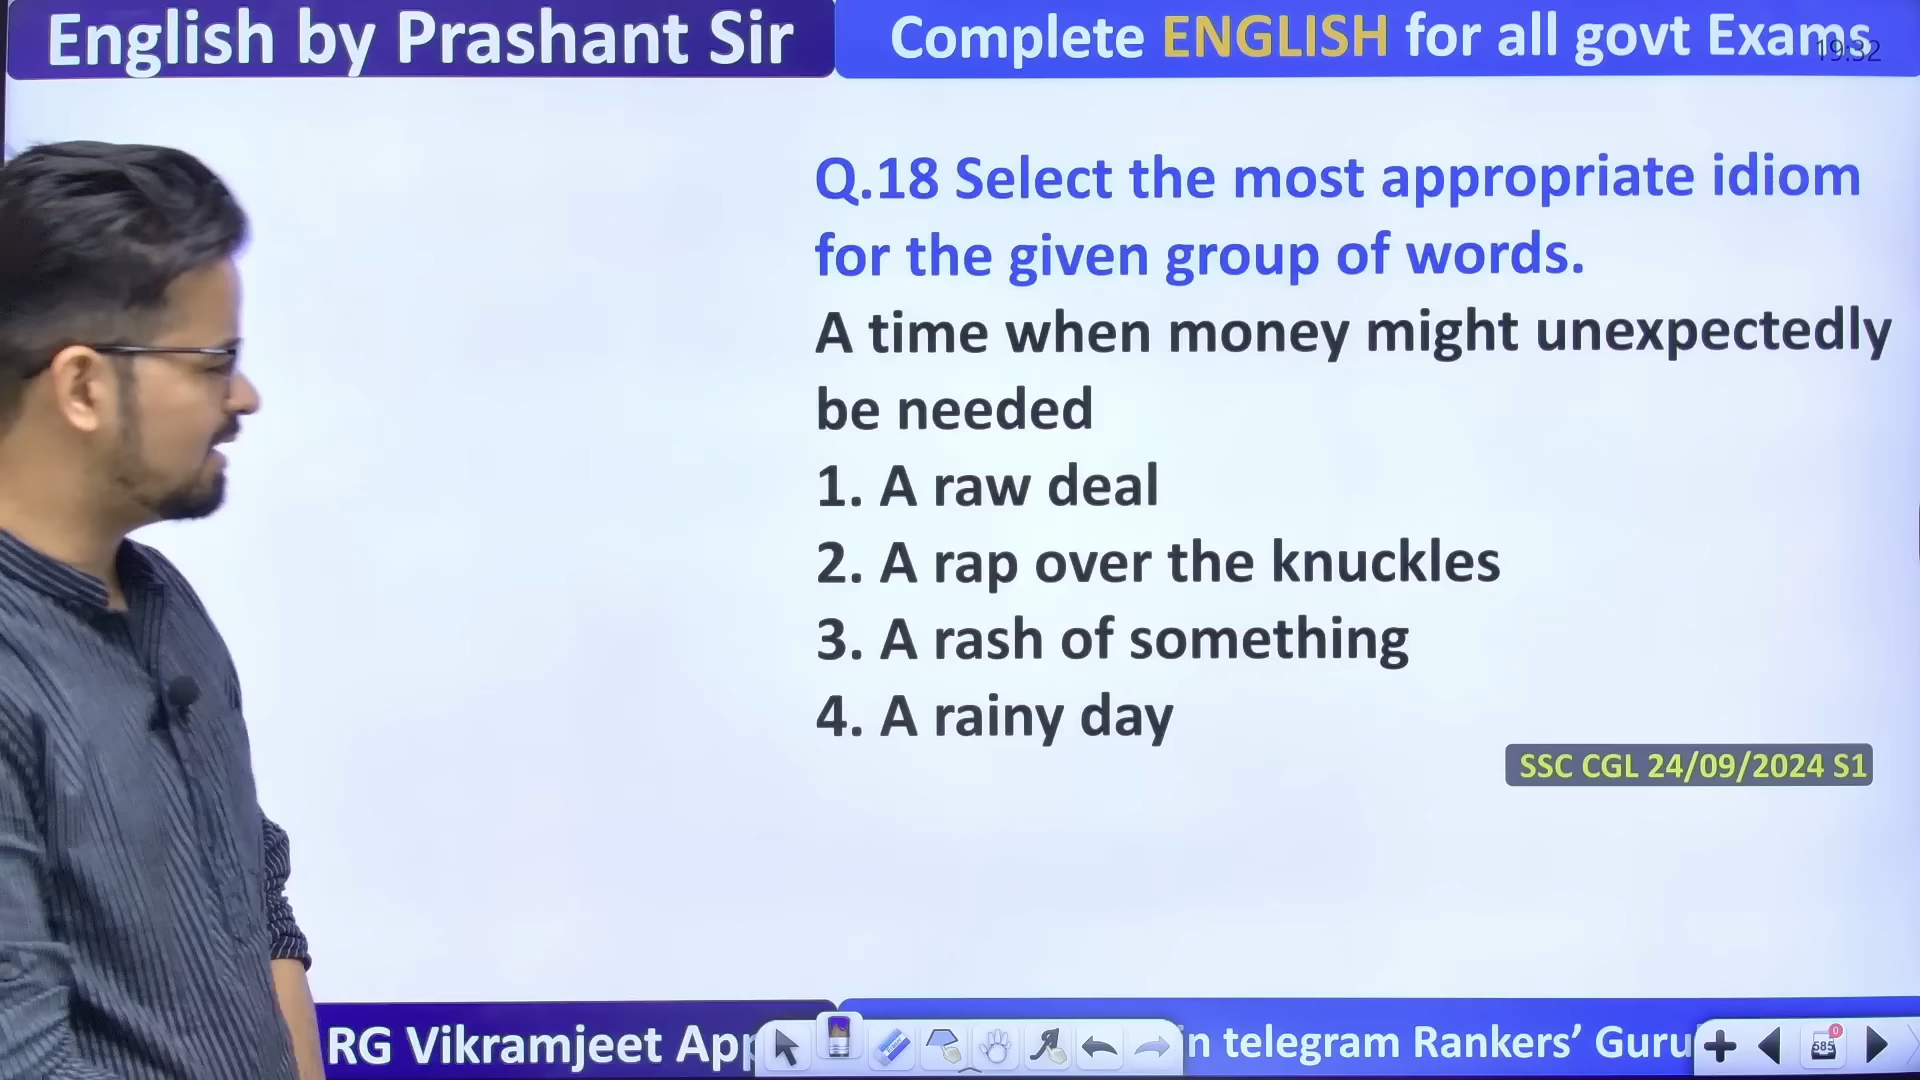 English by Prashant Sir
Complete ENGLISH for all govt Exams
19:32
Q.18 Select the most appropriate idiom
for the given group of words.
A time when money might unexpectedly
be needed
1. A raw deal
2. A rap over the knuckles
3. A rash of something
4. A rainy day
SSC CGL 24/09/2024 S1
RG Vikramjeet App
in telegram Rankers’ Guru
0
585